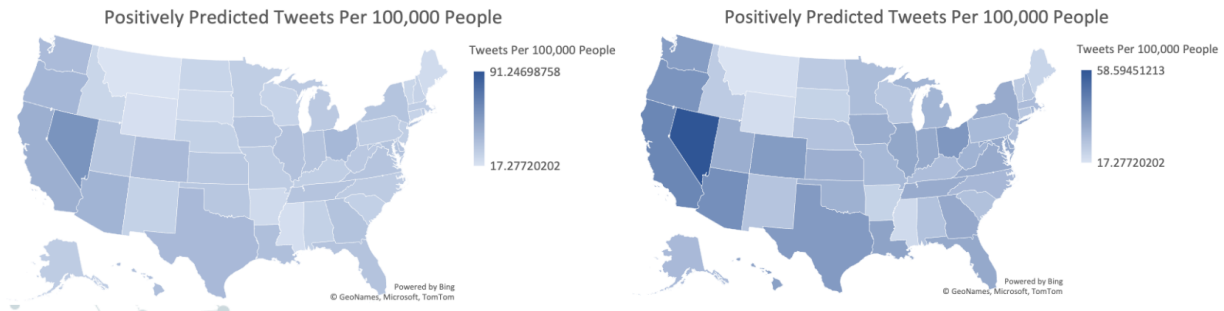 Positively Predicted Tweets Per 100,000 People
Tweets Per 100,000 People
91.24698758
17.27720202
Powered by Bing
© GeoNames, Microsoft, TomTom
Positively Predicted Tweets Per 100,000 People
Tweets Per 100,000 People
58.59451213
17.27720202
Powered by Bing
© GeoNames, Microsoft, TomTom